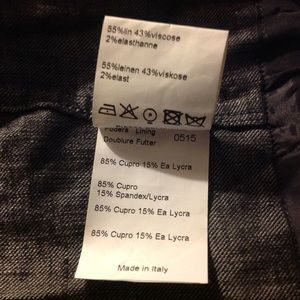 55%lin 43%viscose
2%elasthanne
55%leinen 43%viskose
2%elast
Fodera Lining
Doublure Futter 0515
85% Cupro 15% Ea Lycra
85% Cupro
15% Spandex/Lycra
85% Cupro 15% Ea Lycra
85% Cupro 15% Ea Lycra
Made in Italy